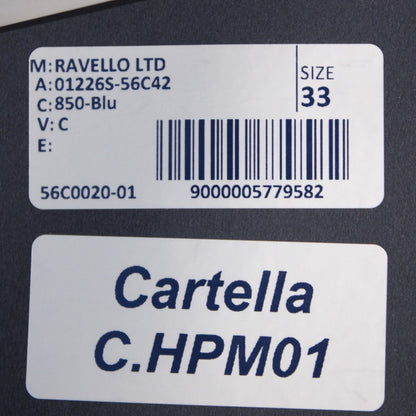 M: RAVELLO LTD
A: 01226S-56C42
C: 850-Blu
V: C
E:
SIZE
33
56C0020-01
9000005779582
Cartella
C.HPM01